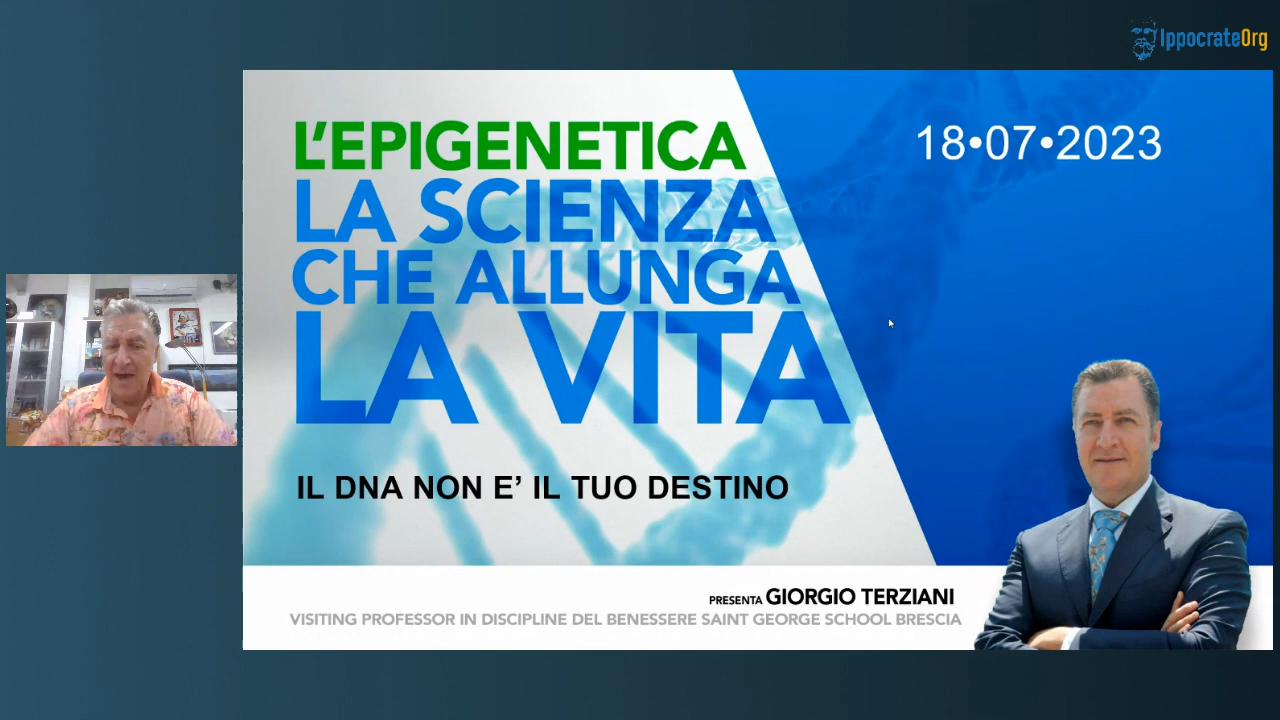 IppocrateOrg
L'EPIGENETICA
LA SCIENZA
CHE ALLUNGA
LA VITA
18•07•2023
IL DNA NON E' IL TUO DESTINO
PRESENTA GIORGIO TERZIANI
VISITING PROFESSOR IN DISCIPLINE DEL BENESSERE SAINT GEORGE SCHOOL BRESCIA